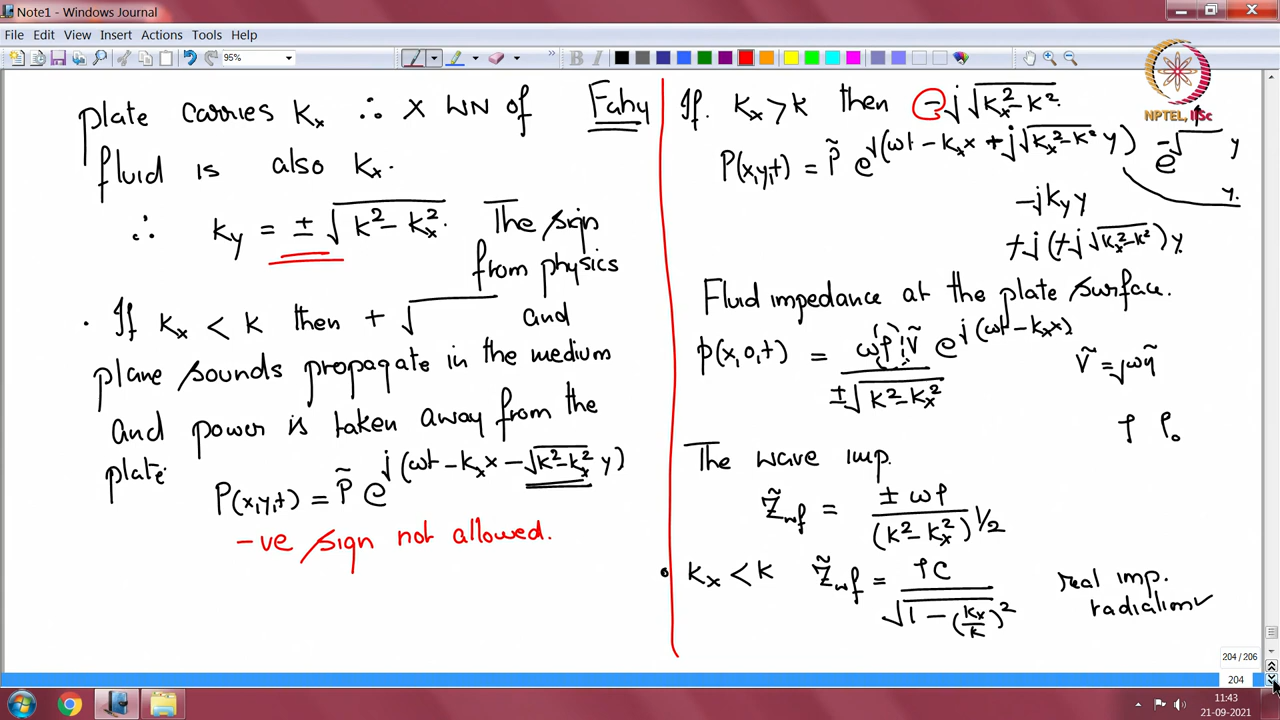 Note1 - Windows Journal
File Edit View Insert Actions Tools Help
95%
NPTEL, IISc
plate carries Kx ∴ X WN of Fahy
fluid is also Kx.
∴ Ky = ± √(K² - Kx²). The sign
from physics
· If Kx < K then + √ and
plane sounds propagate in the medium
and power is taken away from the
plate.
P(x,y,t) = P̃ e^{j(ωt - Kx x - √(K² - Kx²) y)}
-ve sign not allowed.
If Kx > K then - j √(Kx² - K²).
P(x,y,t) = P̃ e^{j(ωt - Kx x + j√(Kx² - K²) y)} e^{-√ y}
y.
-jKy y
+j(+j √(Kx² - K²)) y
Fluid impedance at the plate surface.
p(x,0,t) = ωρ Ṽ / ±√(K² - Kx²) e^{j(ωt - Kx x)}
Ṽ = jωη̃
ρ ρ₀
The wave imp.
Z̃wf = ± ωρ / (K² - Kx²)^{1/2}
• Kx < K Z̃wf = ρC / √(1 - (Kx/K)²) real imp.
radiation ✓
204 / 206
204
11:43
21-09-2021